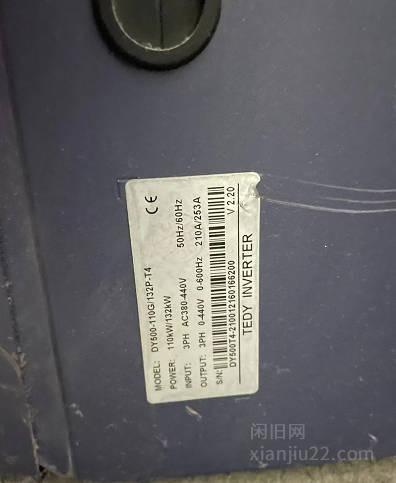 CE
MODEL: DY500-110G/132P-T4
POWER: 110kW/132kW
INPUT: 3PH AC380-440V 50Hz/60Hz
OUTPUT: 3PH 0-440V 0-600Hz 210A/253A
S/N:
DY500T4-210012160166200
V 2.20
TEDY INVERTER
闲旧网
xianjiu22.com